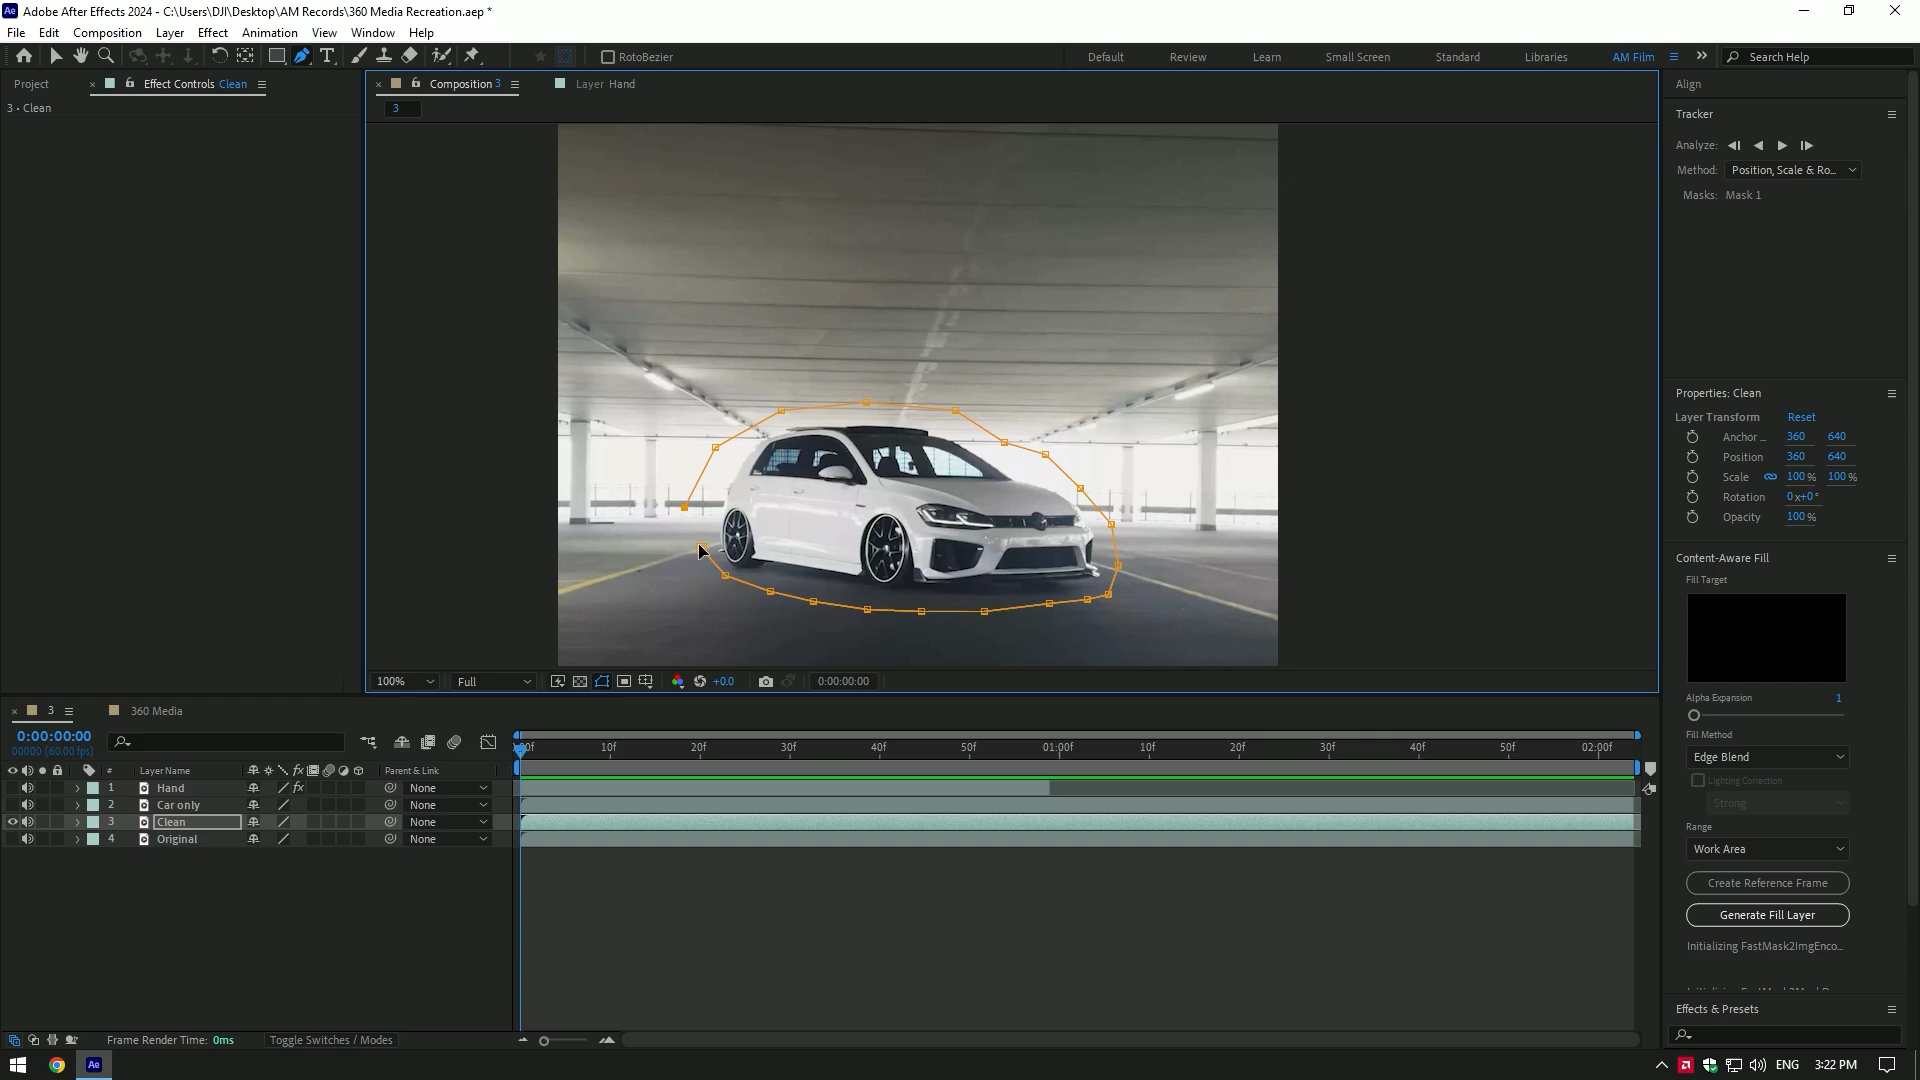 Adobe After Effects 2024 - C:\Users\DJI\Desktop\AM Records\360 Media Recreation.aep *
File Edit Composition Layer Effect Animation View Window Help
RotoBezier
Default Review Learn Small Screen Standard Libraries AM Film Search Help
Project Effect Controls Clean
3 • Clean
Composition 3 Layer Hand
3
Align
Tracker
Analyze:
Method: Position, Scale & Ro...
Masks: Mask 1
Properties: Clean
Layer Transform Reset
Anchor ... 360 640
Position 360 640
Scale 100 % 100 %
Rotation 0x+0°
Opacity 100 %
Content-Aware Fill
Fill Target
Alpha Expansion 1
Fill Method
Edge Blend
Lighting Correction
Strong
Range
Work Area
Create Reference Frame
Generate Fill Layer
Initializing FastMask2ImgEnco...
Effects & Presets
100% Full +0.0 0:00:00:00
3 360 Media
0:00:00:00
00000 (60.00 fps)
10f 20f 30f 40f 50f 01:00f 10f 20f 30f 40f 50f 02:00f
# Layer Name Parent & Link
1 Hand None
2 Car only None
3 Clean None
4 Original None
Frame Render Time: 0ms Toggle Switches / Modes
Ae ENG 3:22 PM